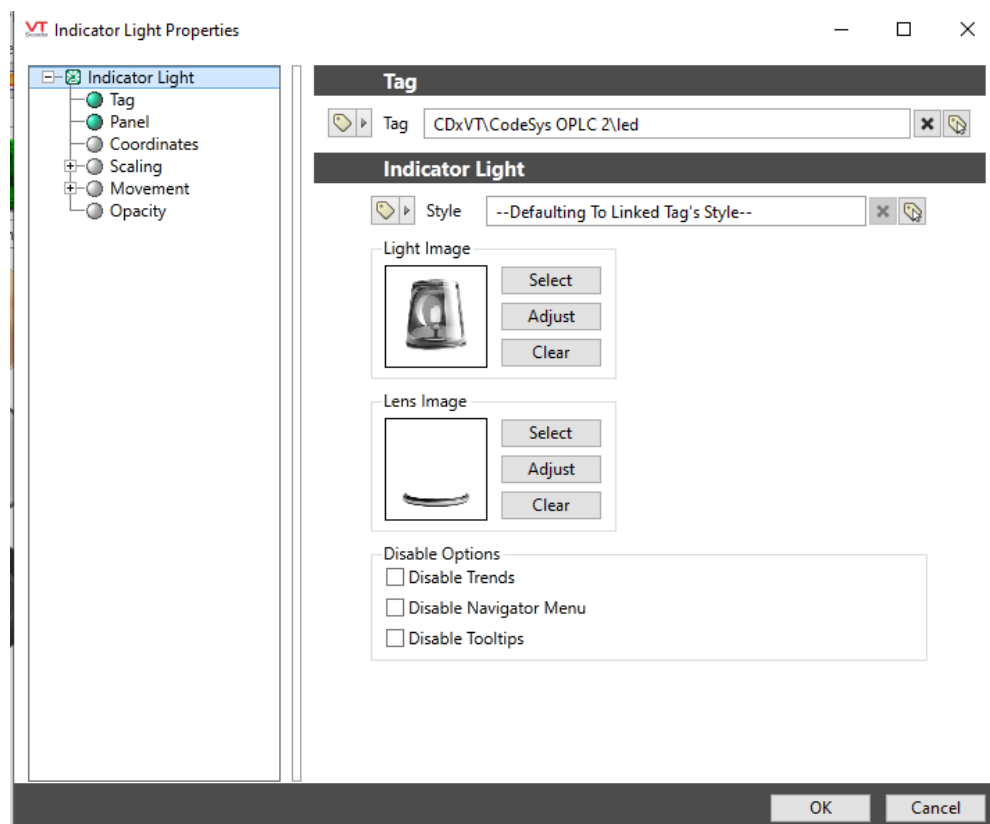 VT Scada Indicator Light Properties
Indicator Light
Tag
Panel
Coordinates
Scaling
Movement
Opacity
Tag
Tag CDxVT\CodeSys OPLC 2\led
Indicator Light
Style --Defaulting To Linked Tag's Style--
Light Image
Select
Adjust
Clear
Lens Image
Select
Adjust
Clear
Disable Options
Disable Trends
Disable Navigator Menu
Disable Tooltips
OK Cancel